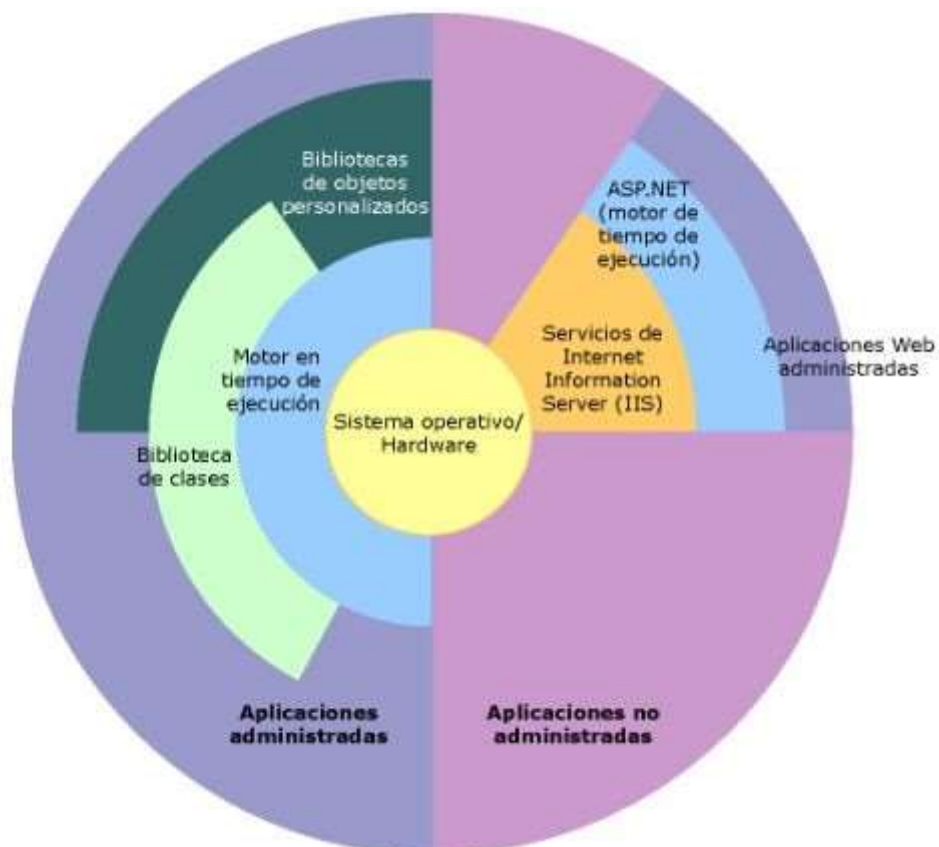 Bibliotecas
de objetos
personalizados
ASP.NET
(motor de
tiempo de
ejecución)
Motor en
tiempo de
ejecución
Servicios de
Internet
Information
Server (IIS)
Aplicaciones Web
administradas
Sistema operativo/
Hardware
Biblioteca
de clases
Aplicaciones
administradas
Aplicaciones no
administradas